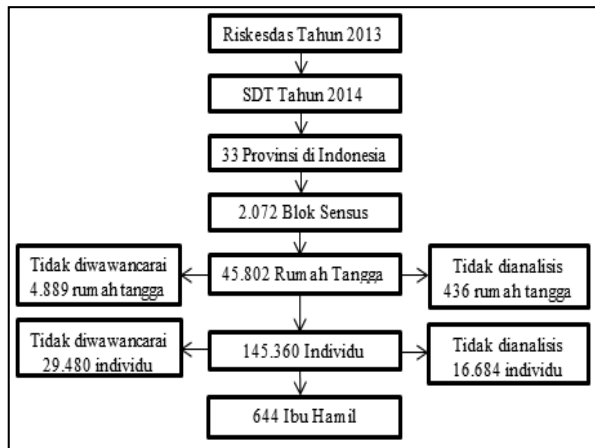 Riskesdas Tahun 2013
SDT Tahun 2014
33 Provinsi di Indonesia
2.072 Blok Sensus
Tidak diwawancarai
4.889 rumah tangga
45.802 Rumah Tangga
Tidak dianalisis
436 rumah tangga
Tidak diwawancarai
29.480 individu
145.360 Individu
Tidak dianalisis
16.684 individu
644 Ibu Hamil